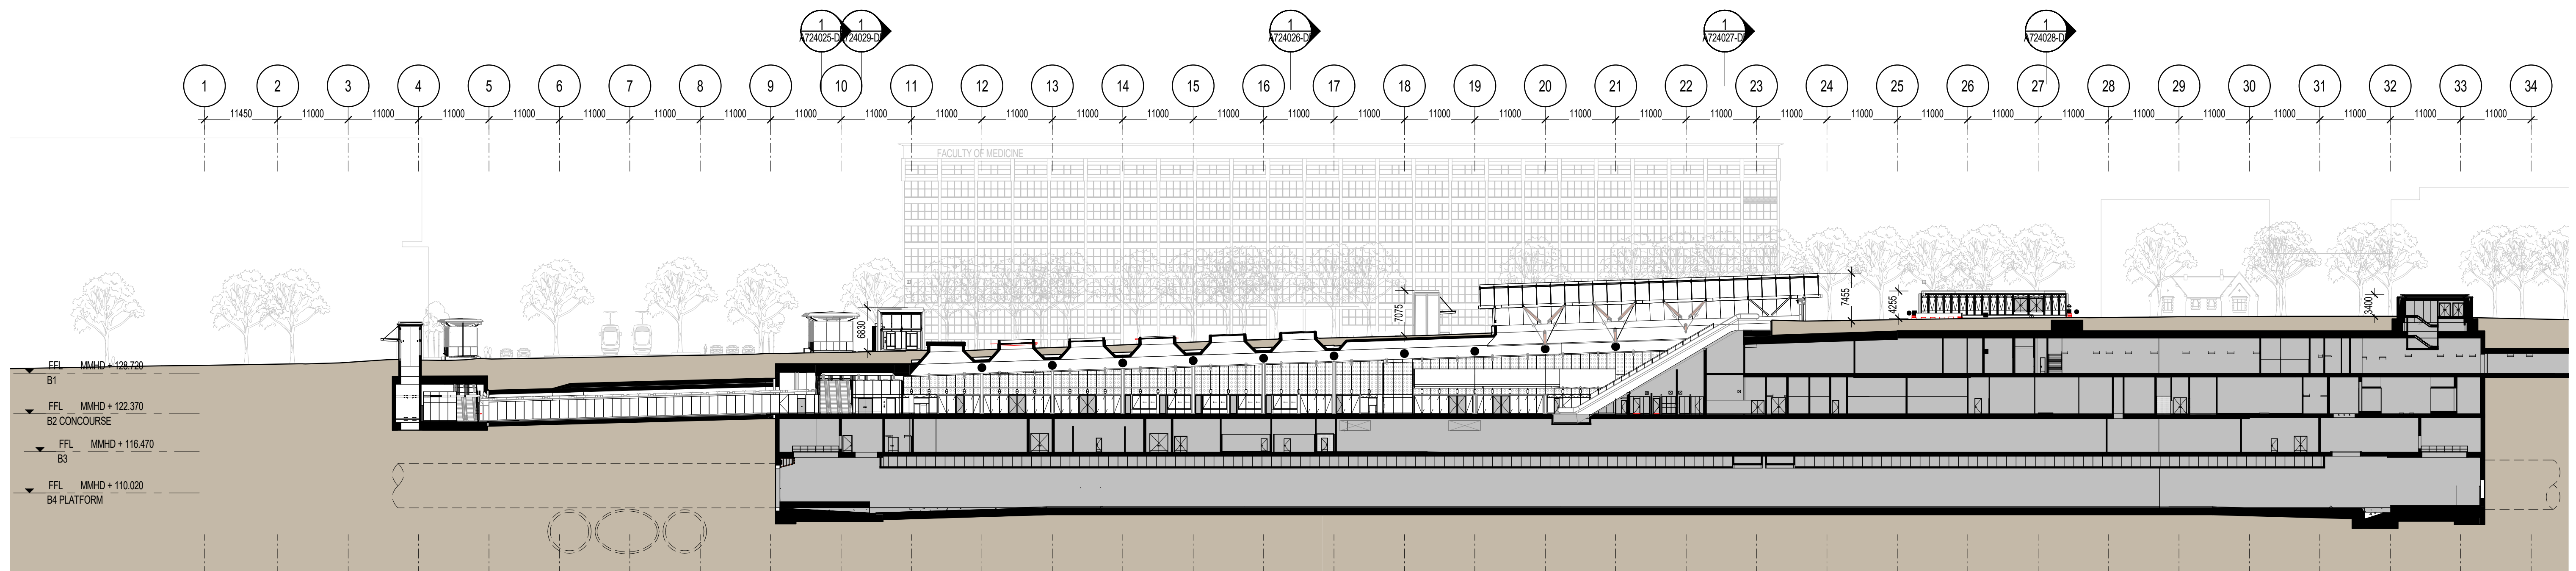 1 1 1 1 1
A724025-D 724029-D A724026-D A724027-D A724028-D
1 2 3 4 5 6 7 8 9 10 11 12 13 14 15 16 17 18 19 20 21 22 23 24 25 26 27 28 29 30 31 32 33 34
11450 11000 11000 11000 11000 11000 11000 11000 11000 11000 11000 11000 11000 11000 11000 11000 11000 11000 11000 11000 11000 11000 11000 11000 11000 11000 11000 11000 11000 11000 11000 11000 11000
FACULTY OF MEDICINE
6830 7075 7455 4255 3400
FFL MMHD + 128.720
B1
FFL MMHD + 122.370
B2 CONCOURSE
FFL MMHD + 116.470
B3
FFL MMHD + 110.020
B4 PLATFORM